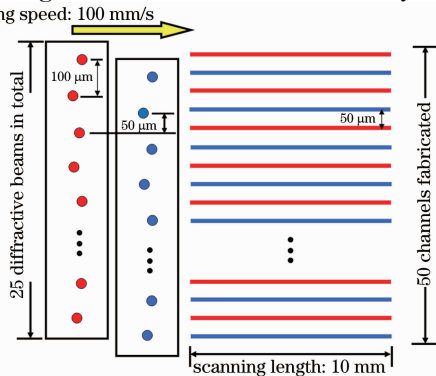 ng speed: 100 mm/s
100 μm
50 μm
50 μm
25 diffractive beams in total
50 channels fabricated
scanning length: 10 mm